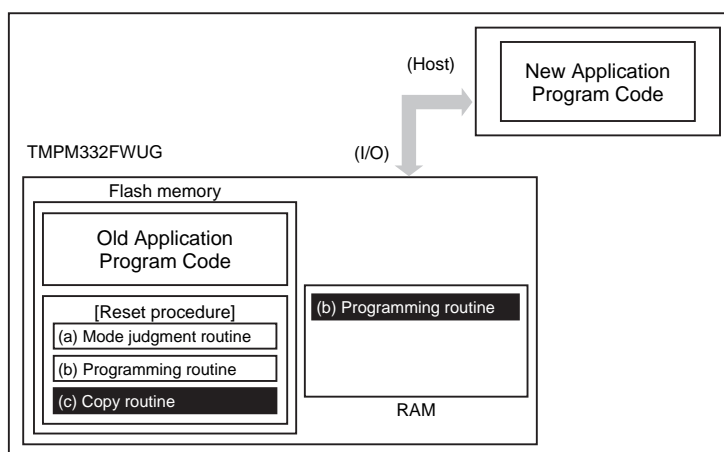 (Host)
New Application
Program Code
TMPM332FWUG
(I/O)
Flash memory
Old Application
Program Code
[Reset procedure]
(a) Mode judgment routine
(b) Programming routine
(c) Copy routine
(b) Programming routine
RAM